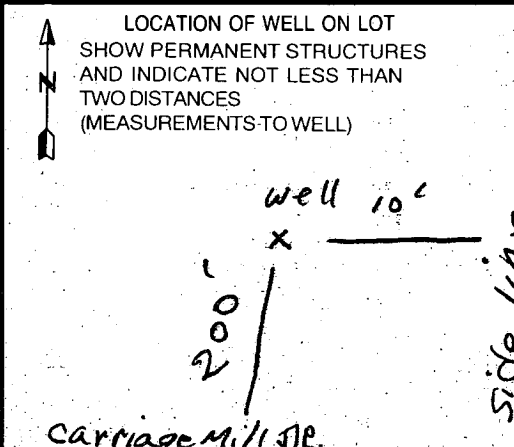 LOCATION OF WELL ON LOT
SHOW PERMANENT STRUCTURES
N AND INDICATE NOT LESS THAN
TWO DISTANCES
(MEASUREMENTS TO WELL)
well 10'
x
200'
side line
carriage Mill DR.